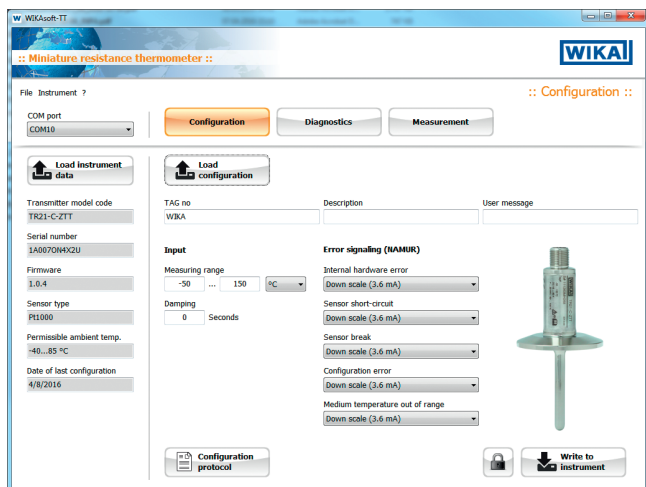 WIKAsoft-TT
WIKA
:: Miniature resistance thermometer ::
File Instrument ?
:: Configuration ::
COM port
COM10
Configuration
Diagnostics
Measurement
Load instrument data
Load configuration
Transmitter model code
TR21-C-ZTT
Serial number
1A0070N4X2U
Firmware
1.0.4
Sensor type
Pt1000
Permissible ambient temp.
-40...85 °C
Date of last configuration
4/8/2016
TAG no
WIKA
Description
User message
Input
Measuring range
-50 ... 150 °C
Damping
0 Seconds
Error signaling (NAMUR)
Internal hardware error
Down scale (3.6 mA)
Sensor short-circuit
Down scale (3.6 mA)
Sensor break
Down scale (3.6 mA)
Configuration error
Down scale (3.6 mA)
Medium temperature out of range
Down scale (3.6 mA)
Configuration protocol
Write to instrument